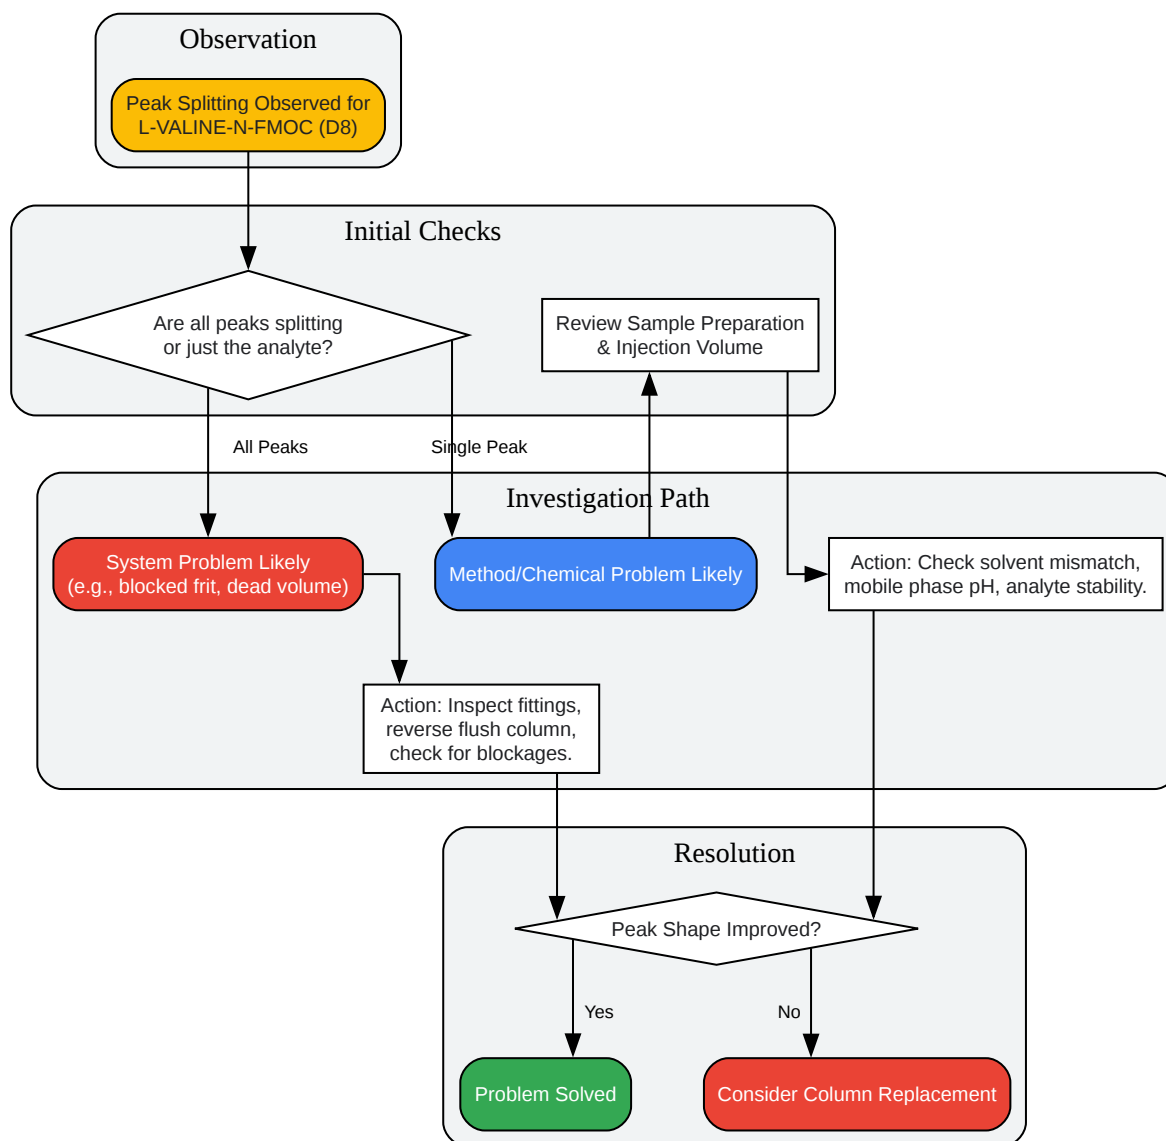 Observation
Peak Splitting Observed for
L-VALINE-N-FMOC (D8)
Initial Checks
Are all peaks splitting
or just the analyte?
Review Sample Preparation
& Injection Volume
All Peaks
Single Peak
Investigation Path
System Problem Likely
(e.g., blocked frit, dead volume)
Method/Chemical Problem Likely
Action: Check solvent mismatch,
mobile phase pH, analyte stability.
Action: Inspect fittings,
reverse flush column,
check for blockages.
Resolution
Peak Shape Improved?
Yes
No
Problem Solved
Consider Column Replacement